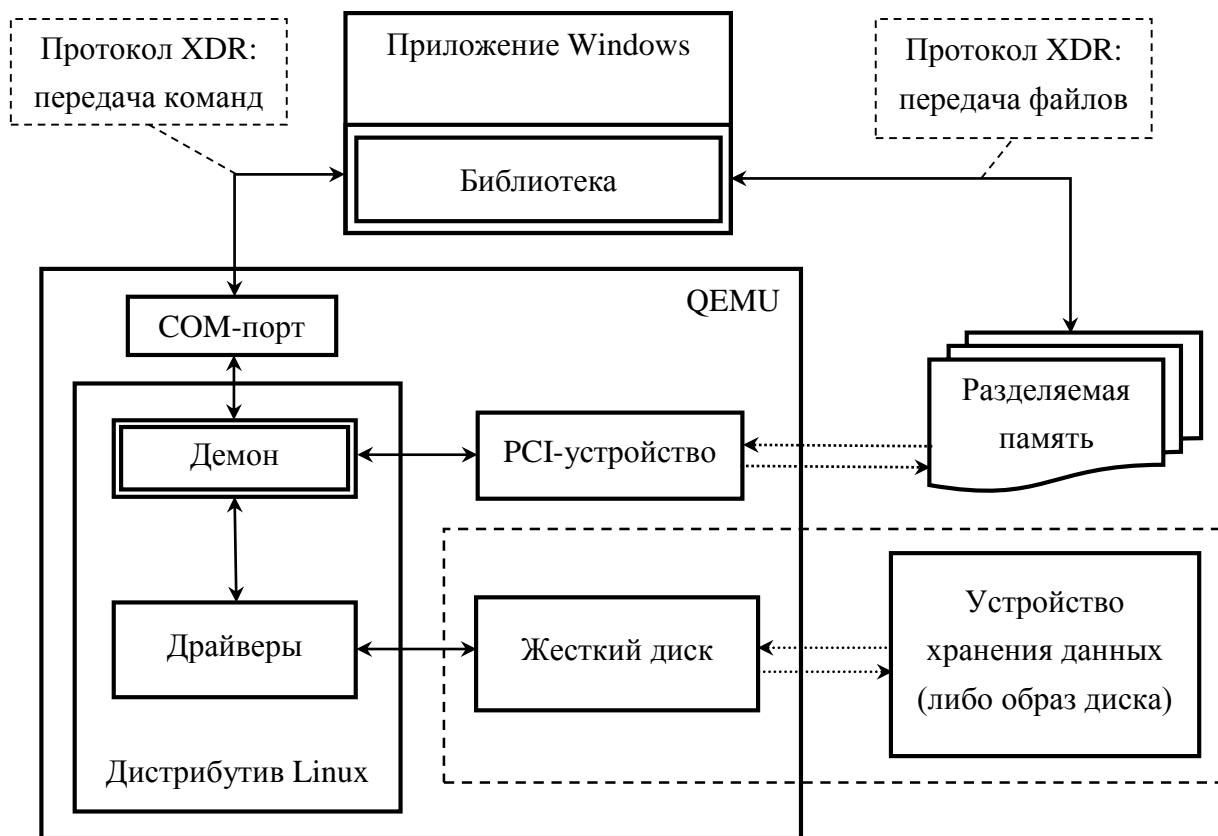 Протокол XDR:
передача команд
Приложение Windows
Протокол XDR:
передача файлов
Библиотека
QEMU
COM-порт
Разделяемая
память
Демон
PCI-устройство
Устройство
хранения данных
(либо образ диска)
Драйверы
Жесткий диск
Дистрибутив Linux